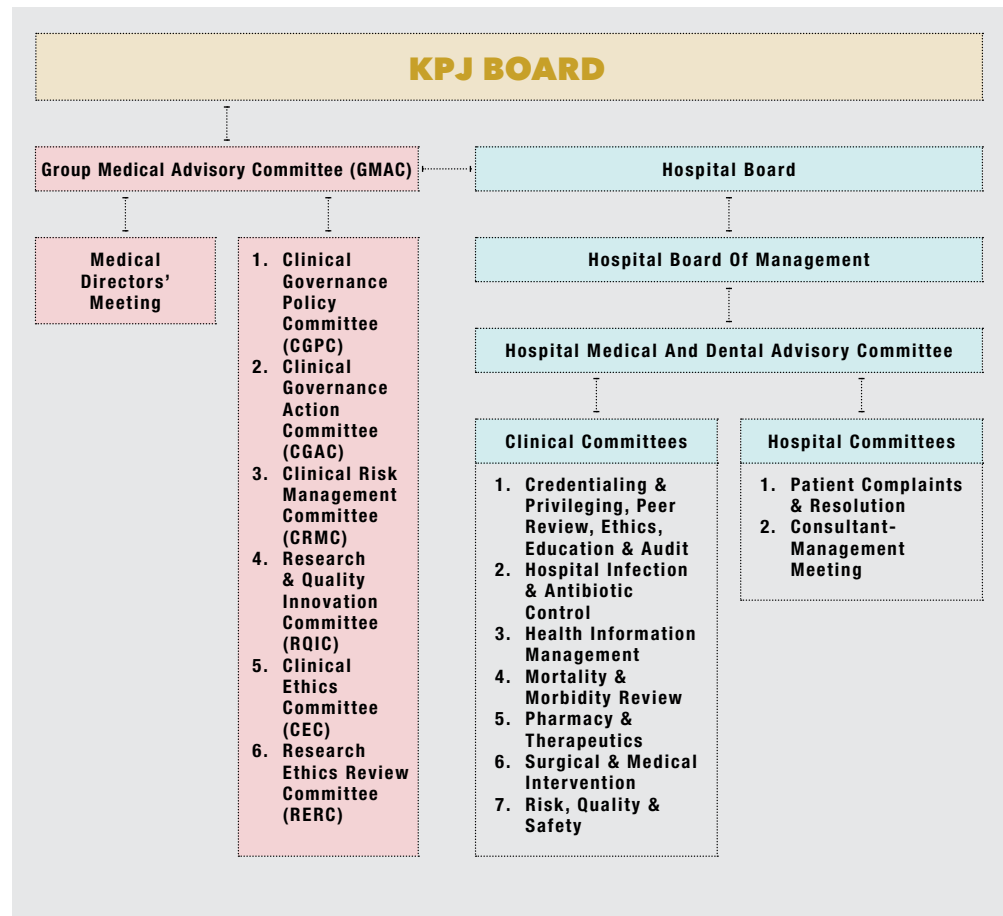 KPJ BOARD
Group Medical Advisory Committee (GMAC)
Hospital Board
Medical
Directors’
Meeting
1. Clinical
Governance
Policy
Committee
(CGPC)
2. Clinical
Governance
Action
Committee
(CGAC)
3. Clinical Risk
Management
Committee
(CRMC)
4. Research
& Quality
Innovation
Committee
(RQIC)
5. Clinical
Ethics
Committee
(CEC)
6. Research
Ethics Review
Committee
(RERC)
Hospital Board Of Management
Hospital Medical And Dental Advisory Committee
Clinical Committees
1. Credentialing &
Privileging, Peer
Review, Ethics,
Education & Audit
2. Hospital Infection
& Antibiotic
Control
3. Health Information
Management
4. Mortality &
Morbidity Review
5. Pharmacy &
Therapeutics
6. Surgical & Medical
Intervention
7. Risk, Quality &
Safety
Hospital Committees
1. Patient Complaints
& Resolution
2. Consultant-
Management
Meeting